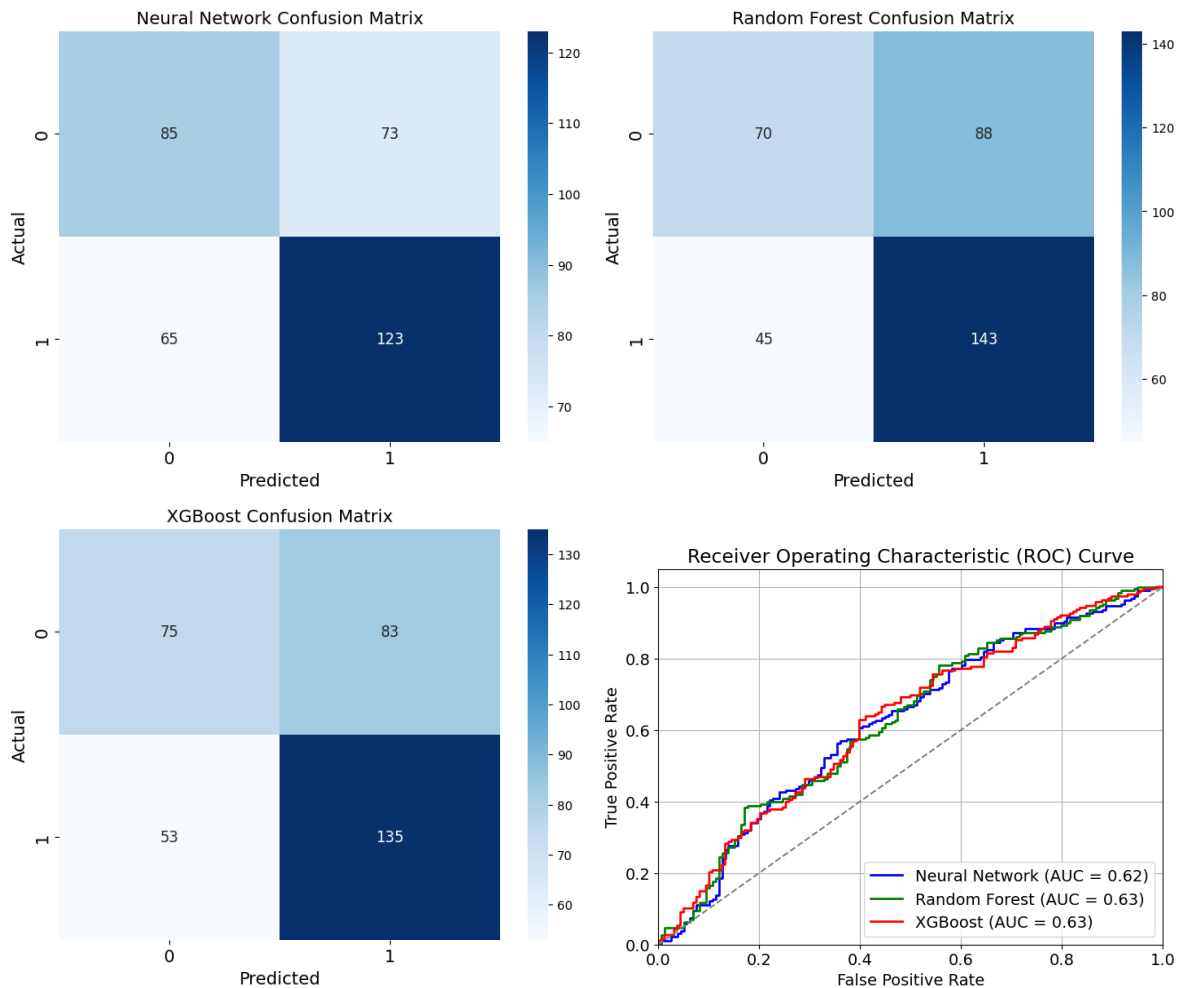 Neural Network Confusion Matrix
85 73
65 123
0
1
Actual
0 1
Predicted
120
110
100
90
80
70
Random Forest Confusion Matrix
70 88
45 143
0
1
Actual
0 1
Predicted
140
120
100
80
60
XGBoost Confusion Matrix
75 83
53 135
0
1
Actual
0 1
Predicted
130
120
110
100
90
80
70
60
Receiver Operating Characteristic (ROC) Curve
1.0
0.8
0.6
0.4
0.2
0.0
True Positive Rate
Neural Network (AUC = 0.62)
Random Forest (AUC = 0.63)
XGBoost (AUC = 0.63)
0.0 0.2 0.4 0.6 0.8 1.0
False Positive Rate